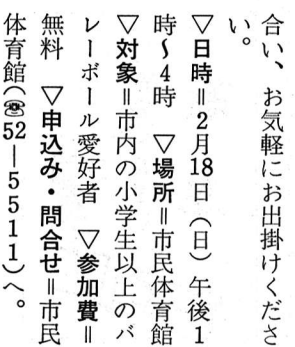 合い、お気軽にお出掛けくださ
い。
▽日時＝2月18日（日）午後1
時〜4時　▽場所＝市民体育館
▽対象＝市内の小学生以上のバ
レーボール愛好者　▽参加費＝
無料　▽申込み・問合せ＝市民
体育館（☎52―5511）へ。